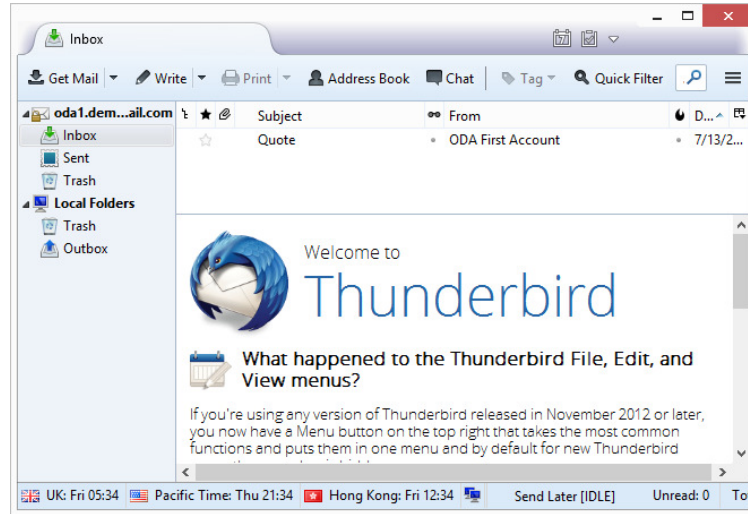 Inbox
Get Mail Write Print Address Book Chat Tag Quick Filter
oda1.dem...ail.com
Inbox
Sent
Trash
Local Folders
Trash
Outbox
Subject From D...
Quote ODA First Account 7/13/2...
Welcome to
Thunderbird
What happened to the Thunderbird File, Edit, and
View menus?
If you're using any version of Thunderbird released in November 2012 or later,
you now have a Menu button on the top right that takes the most common
functions and puts them in one menu and by default for new Thunderbird
UK: Fri 05:34 Pacific Time: Thu 21:34 Hong Kong: Fri 12:34 Send Later [IDLE] Unread: 0 To